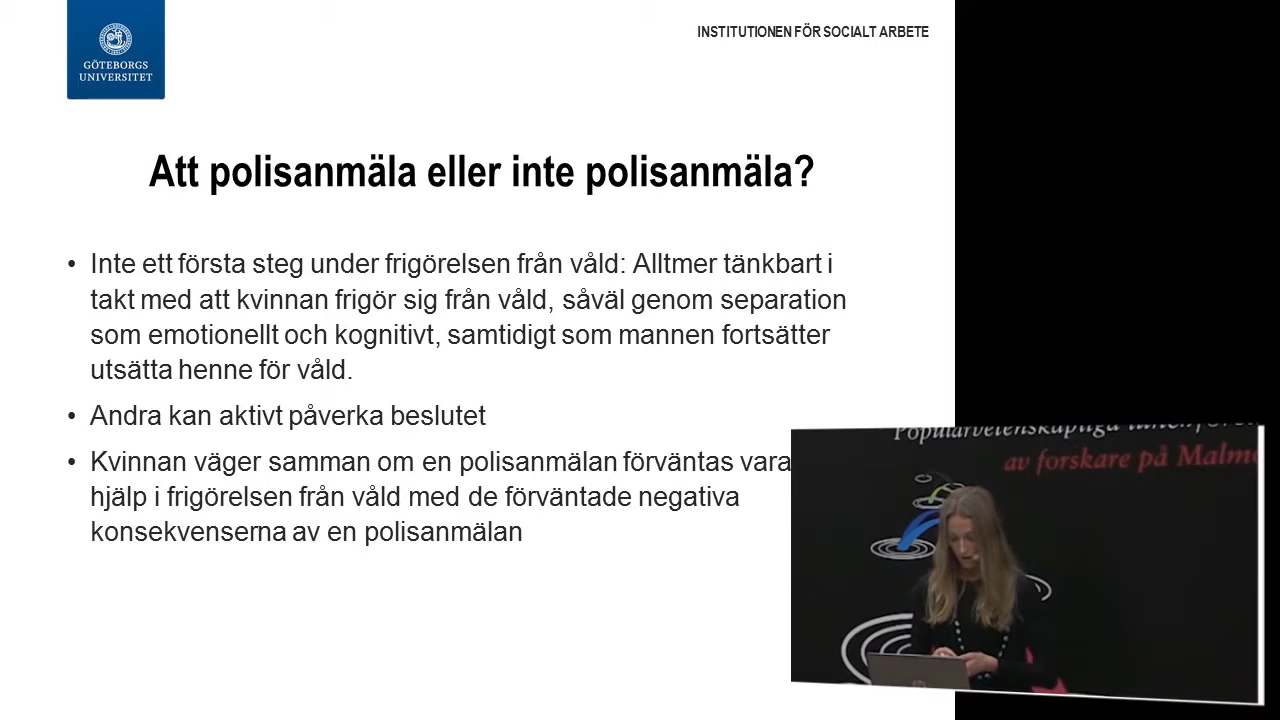 GÖTEBORGS
UNIVERSITET
INSTITUTIONEN FÖR SOCIALT ARBETE
Att polisanmäla eller inte polisanmäla?
• Inte ett första steg under frigörelsen från våld: Alltmer tänkbart i
takt med att kvinnan frigör sig från våld, såväl genom separation
som emotionellt och kognitivt, samtidigt som mannen fortsätter
utsätta henne för våld.
• Andra kan aktivt påverka beslutet
• Kvinnan väger samman om en polisanmälan förväntas vara
hjälp i frigörelsen från våld med de förväntade negativa
konsekvenserna av en polisanmälan
Populärvetenskapliga
av forskare på Malm